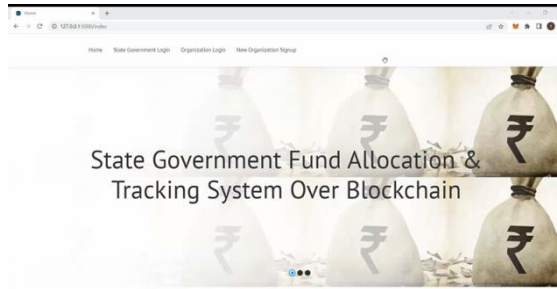 Home
127.0.0.1:5000/index
Home State Government Login Organization Login New Organization Signup
State Government Fund Allocation &
Tracking System Over Blockchain
₹ ₹ ₹
₹ ₹ ₹